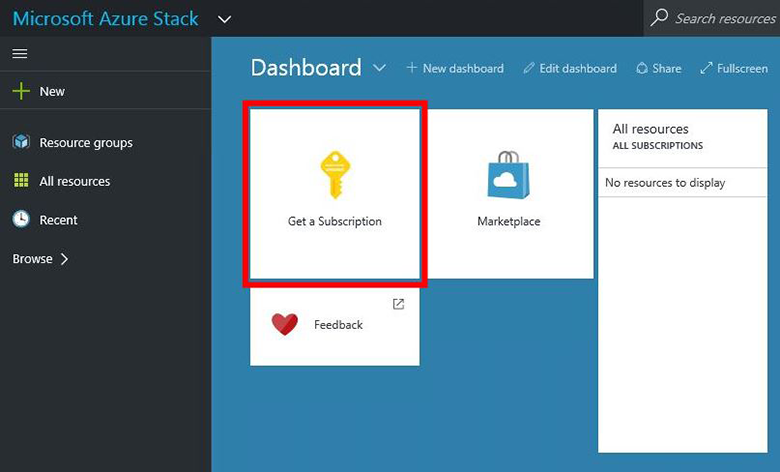 Microsoft Azure Stack
Search resources
New
Resource groups
All resources
Recent
Browse
Dashboard
New dashboard
Edit dashboard
Share
Fullscreen
Get a Subscription
Marketplace
All resources
ALL SUBSCRIPTIONS
No resources to display
Feedback